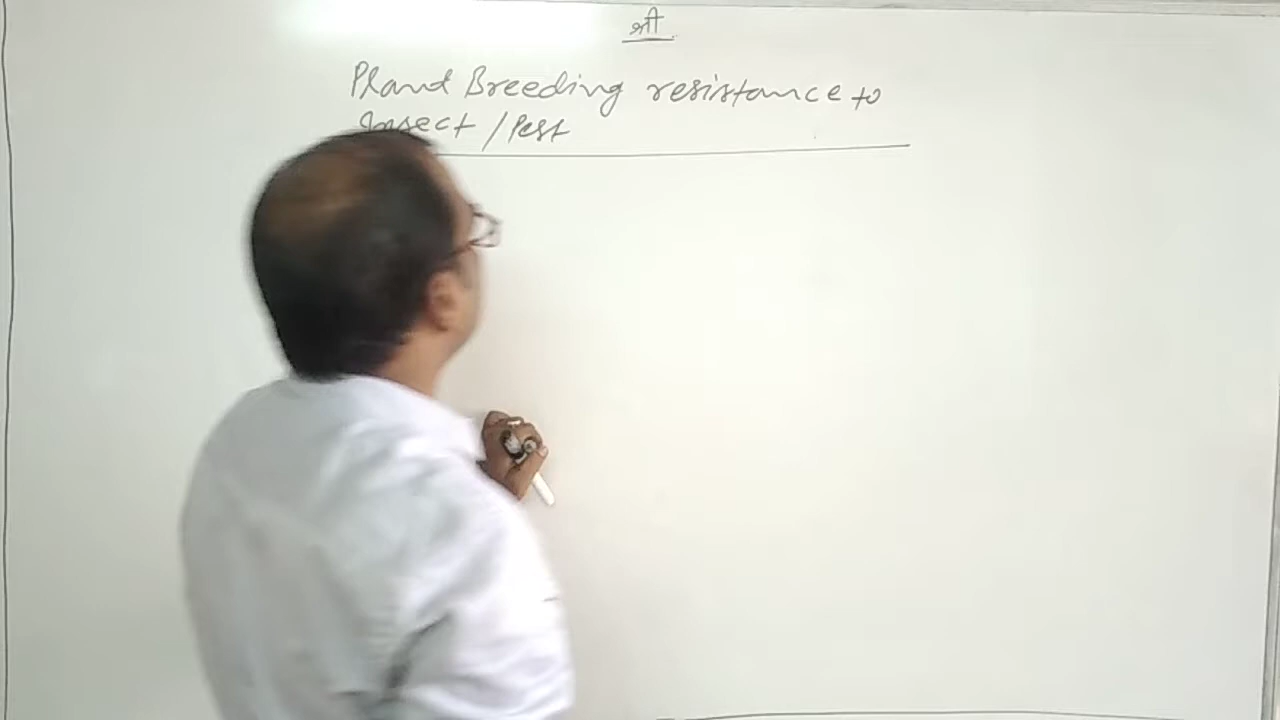 श्री
Plant Breeding resistance to
Insect / Pest